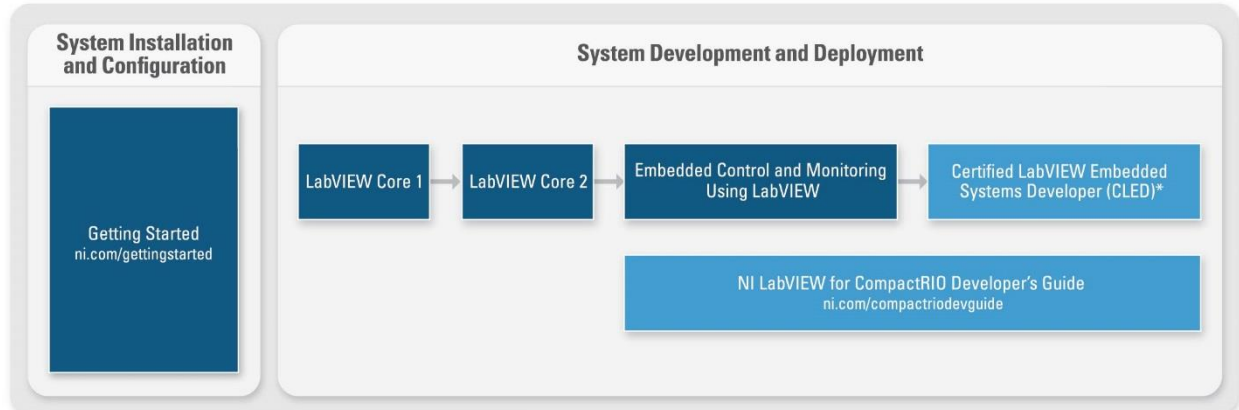 System Installation
and Configuration
Getting Started
ni.com/gettingstarted
System Development and Deployment
LabVIEW Core 1
LabVIEW Core 2
Embedded Control and Monitoring
Using LabVIEW
Certified LabVIEW Embedded
Systems Developer (CLED)*
NI LabVIEW for CompactRIO Developer's Guide
ni.com/compactriodevguide